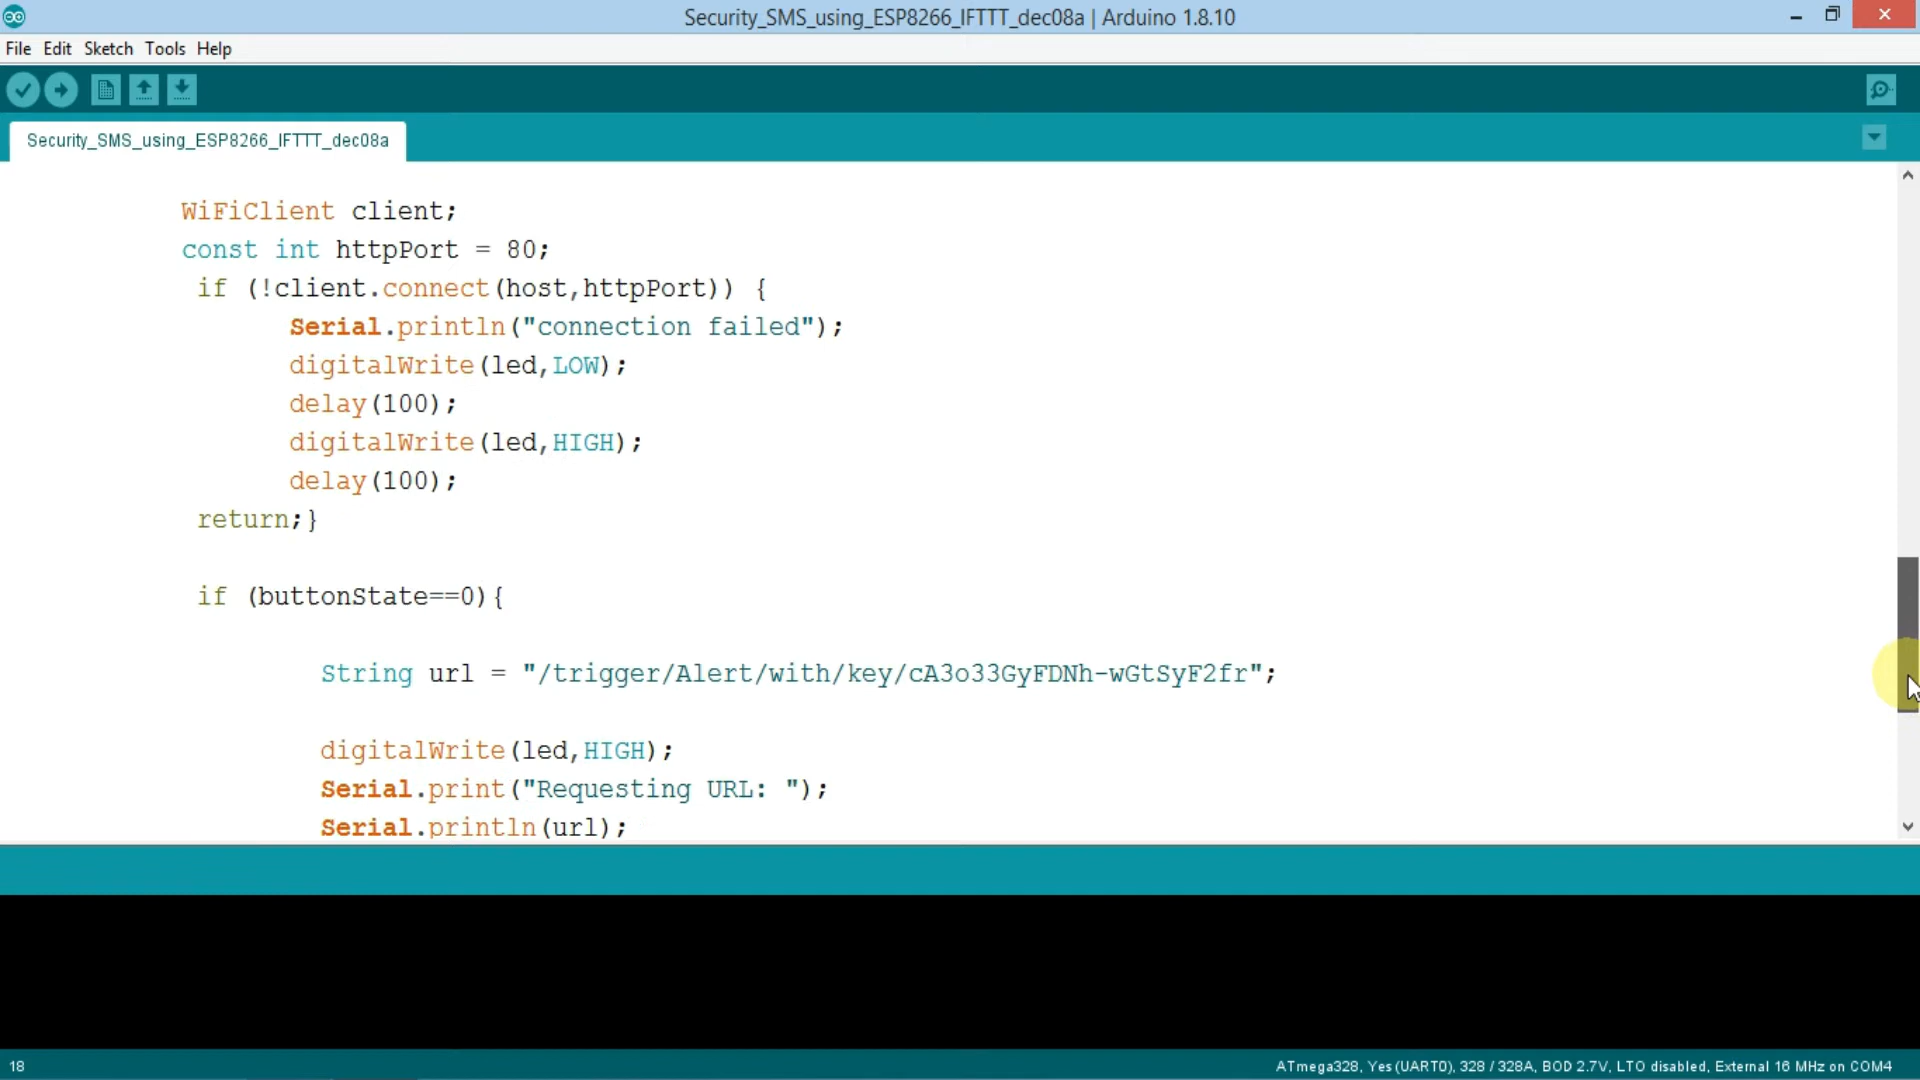 Security_SMS_using_ESP8266_IFTTT_dec08a | Arduino 1.8.10
File Edit Sketch Tools Help
Security_SMS_using_ESP8266_IFTTT_dec08a
WiFiClient client;
const int httpPort = 80;
if (!client.connect(host,httpPort)) {
Serial.println("connection failed");
digitalWrite(led,LOW);
delay(100);
digitalWrite(led,HIGH);
delay(100);
return;}
if (buttonState==0){
String url = "/trigger/Alert/with/key/cA3o33GyFDNh-wGtSyF2fr";
digitalWrite(led,HIGH);
Serial.print("Requesting URL: ");
Serial.println(url);
18
ATmega328, Yes (UART0), 328 / 328A, BOD 2.7V, LTO disabled, External 16 MHz on COM4